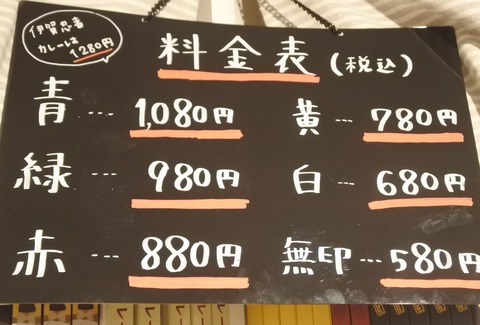 伊賀忍者
カレーは
1,280円
料金表(税込)
青…1,080円
黄…780円
緑…980円
白…680円
赤…880円
無印…580円